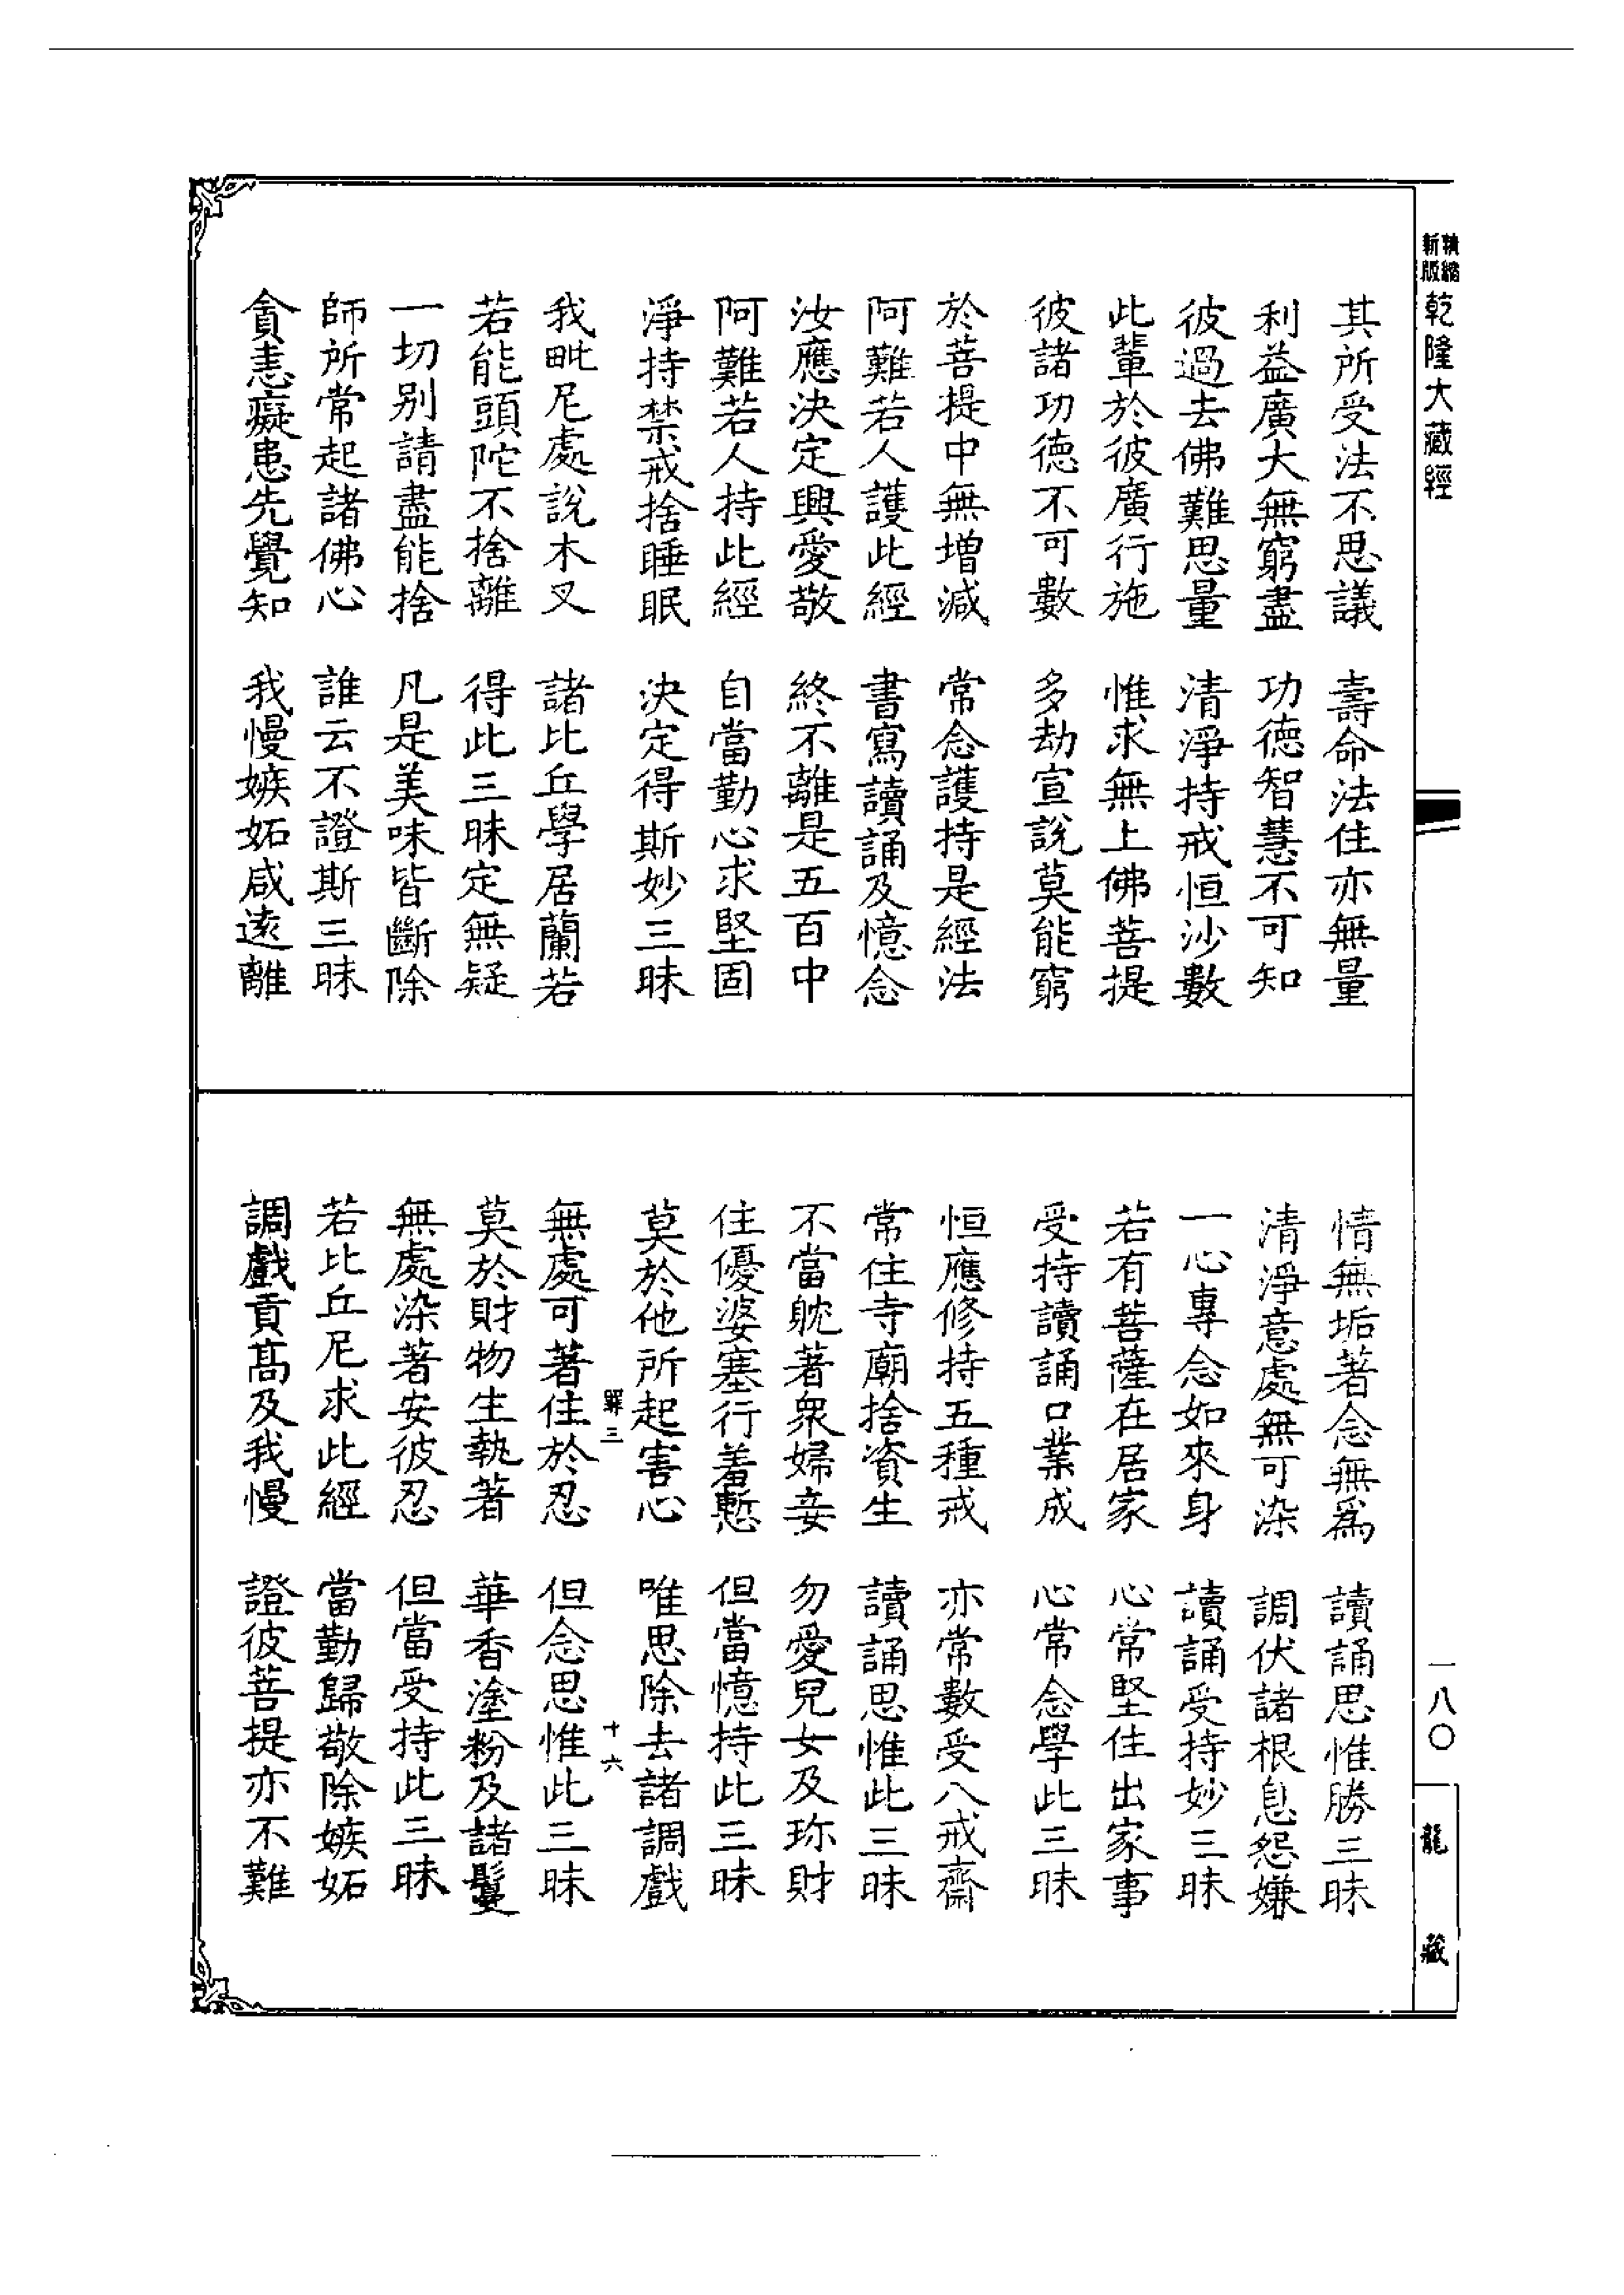 精縮
新版
乾隆大藏經
其所受法不思議　壽命法住亦無量
利益廣大無窮盡　功德智慧不可知
彼過去佛難思量　清淨持戒恒沙數
此輩於彼廣行施　惟求無上佛菩提
彼諸功德不可數　多劫宣說莫能窮
於菩提中無增減　常念護持是經法
阿難若人護此經　書寫讀誦及憶念
汝應決定興愛敬　終不離是五百中
阿難若人持此經　自當勤心求堅固
淨持禁戒捨睡眠　決定得斯妙三昧
我毗尼處說木叉　諸比丘學居蘭若
若能頭陀不捨離　得此三昧定無疑
一切別請盡能捨　凡是美味皆斷除
師所常起諸佛心　誰云不證斯三昧
貪恚癡患先覺知　我慢嫉妬咸遠離
情無垢著念無爲　讀誦思惟勝三昧
清淨意處無可染　調伏諸根息怨嫌
一心專念如來身　讀誦受持妙三昧
若有菩薩在居家　心常堅住出家事
受持讀誦口業成　心常念學此三昧
恒應修持五種戒　亦常數受八戒齋
常住寺廟捨資生　讀誦思惟此三昧
不當躭著衆婦妾　勿愛兒女及珎財
住優婆塞行羞慙　但當憶持此三昧
莫於他所起害心　唯思除去諸調戲
無處可著住於忍　但念思惟此三昧
莫於財物生執著　華香塗粉及諸鬘
無處染著安彼忍　但當受持此三昧
若比丘尼求此經　當勤歸敬除嫉妬
調戲貢高及我慢　證彼菩提亦不難
三
十六
一八〇
龍藏